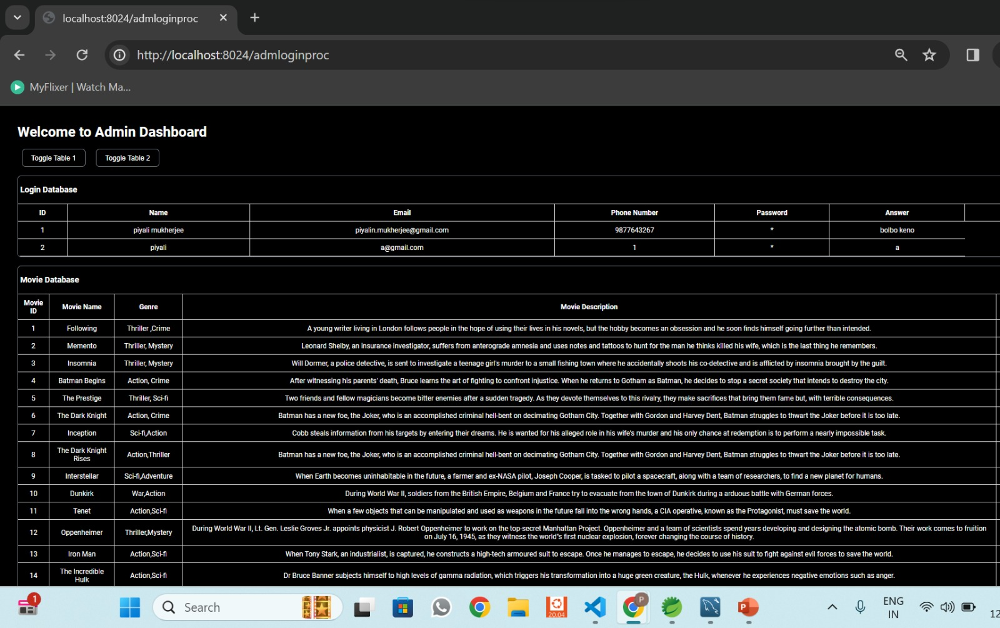 localhost:8024/admloginproc
http://localhost:8024/admloginproc
MyFlixer | Watch Ma...
Welcome to Admin Dashboard
Toggle Table 1 Toggle Table 2
Login Database
ID Name Email Phone Number Password Answer
1 piyali mukherjee piyalin.mukherjee@gmail.com 9877643267 * bolbo keno
2 piyali a@gmail.com 1 * a
Movie Database
Movie ID Movie Name Genre Movie Description
1 Following Thriller ,Crime A young writer living in London follows people in the hope of using their lives in his novels, but the hobby becomes an obsession and he soon finds himself going further than intended.
2 Memento Thriller, Mystery Leonard Shelby, an insurance investigator, suffers from anterograde amnesia and uses notes and tattoos to hunt for the man he thinks killed his wife, which is the last thing he remembers.
3 Insomnia Thriller, Mystery Will Dormer, a police detective, is sent to investigate a teenage girl's murder to a small fishing town where he accidentally shoots his co-detective and is afflicted by insomnia brought by the guilt.
4 Batman Begins Action, Crime After witnessing his parents' death, Bruce learns the art of fighting to confront injustice. When he returns to Gotham as Batman, he decides to stop a secret society that intends to destroy the city.
5 The Prestige Thriller, Sci-fi Two friends and fellow magicians become bitter enemies after a sudden tragedy. As they devote themselves to this rivalry, they make sacrifices that bring them fame but, with terrible consequences.
6 The Dark Knight Action, Crime Batman has a new foe, the Joker, who is an accomplished criminal hell-bent on decimating Gotham City. Together with Gordon and Harvey Dent, Batman struggles to thwart the Joker before it is too late.
7 Inception Sci-fi,Action Cobb steals information from his targets by entering their dreams. He is wanted for his alleged role in his wife's murder and his only chance at redemption is to perform a nearly impossible task.
8 The Dark Knight Rises Action,Thriller Batman has a new foe, the Joker, who is an accomplished criminal hell-bent on decimating Gotham City. Together with Gordon and Harvey Dent, Batman struggles to thwart the Joker before it is too late.
9 Interstellar Sci-fi,Adventure When Earth becomes uninhabitable in the future, a farmer and ex-NASA pilot, Joseph Cooper, is tasked to pilot a spacecraft, along with a team of researchers, to find a new planet for humans.
10 Dunkirk War,Action During World War II, soldiers from the British Empire, Belgium and France try to evacuate from the town of Dunkirk during a arduous battle with German forces.
11 Tenet Action,Sci-fi When a few objects that can be manipulated and used as weapons in the future fall into the wrong hands, a CIA operative, known as the Protagonist, must save the world.
12 Oppenheimer Thriller,Mystery During World War II, Lt. Gen. Leslie Groves Jr. appoints physicist J. Robert Oppenheimer to work on the top-secret Manhattan Project. Oppenheimer and a team of scientists spend years developing and designing the atomic bomb. Their work comes to fruition
on July 16, 1945, as they witness the world"s first nuclear explosion, forever changing the course of history.
13 Iron Man Action,Sci-fi When Tony Stark, an industrialist, is captured, he constructs a high-tech armoured suit to escape. Once he manages to escape, he decides to use his suit to fight against evil forces to save the world.
14 The Incredible Hulk Action,Sci-fi Dr Bruce Banner subjects himself to high levels of gamma radiation, which triggers his transformation into a huge green creature, the Hulk, whenever he experiences negative emotions such as anger.
1
Search
20.04
P
P
ENG
IN
12